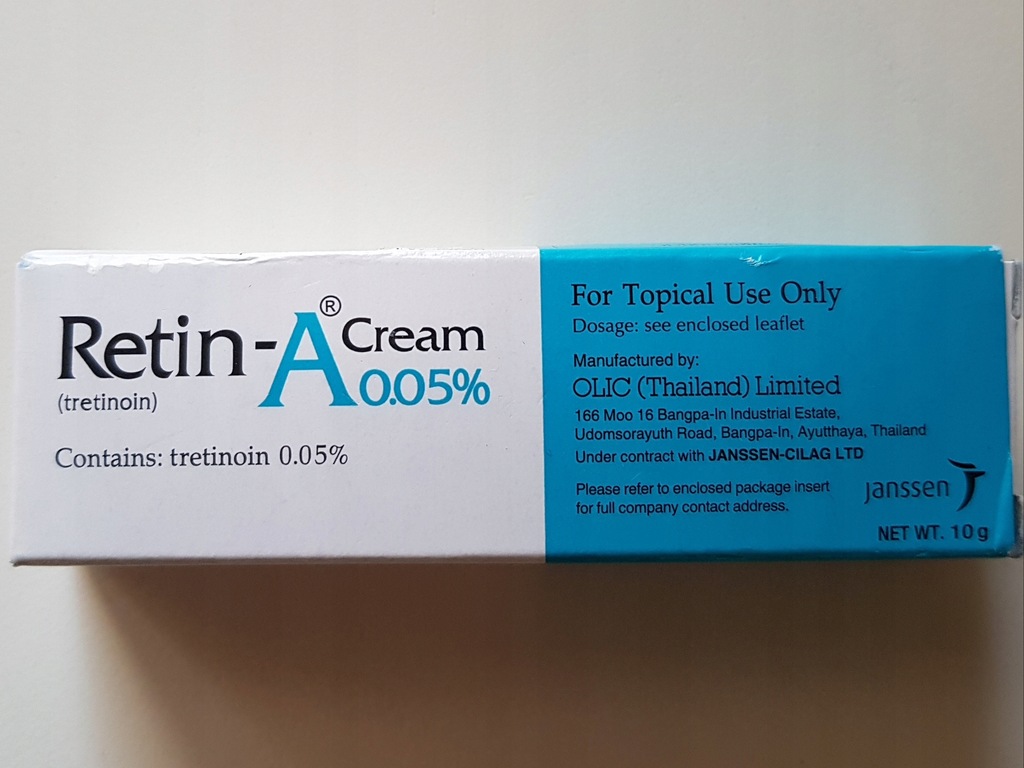 Retin-A® Cream
0.05%
(tretinoin)
Contains: tretinoin 0.05%
For Topical Use Only
Dosage: see enclosed leaflet
Manufactured by:
OLIC (Thailand) Limited
166 Moo 16 Bangpa-In Industrial Estate,
Udomsorayuth Road, Bangpa-In, Ayutthaya, Thailand
Under contract with JANSSEN-CILAG LTD
Please refer to enclosed package insert
for full company contact address.
janssen
NET WT. 10 g